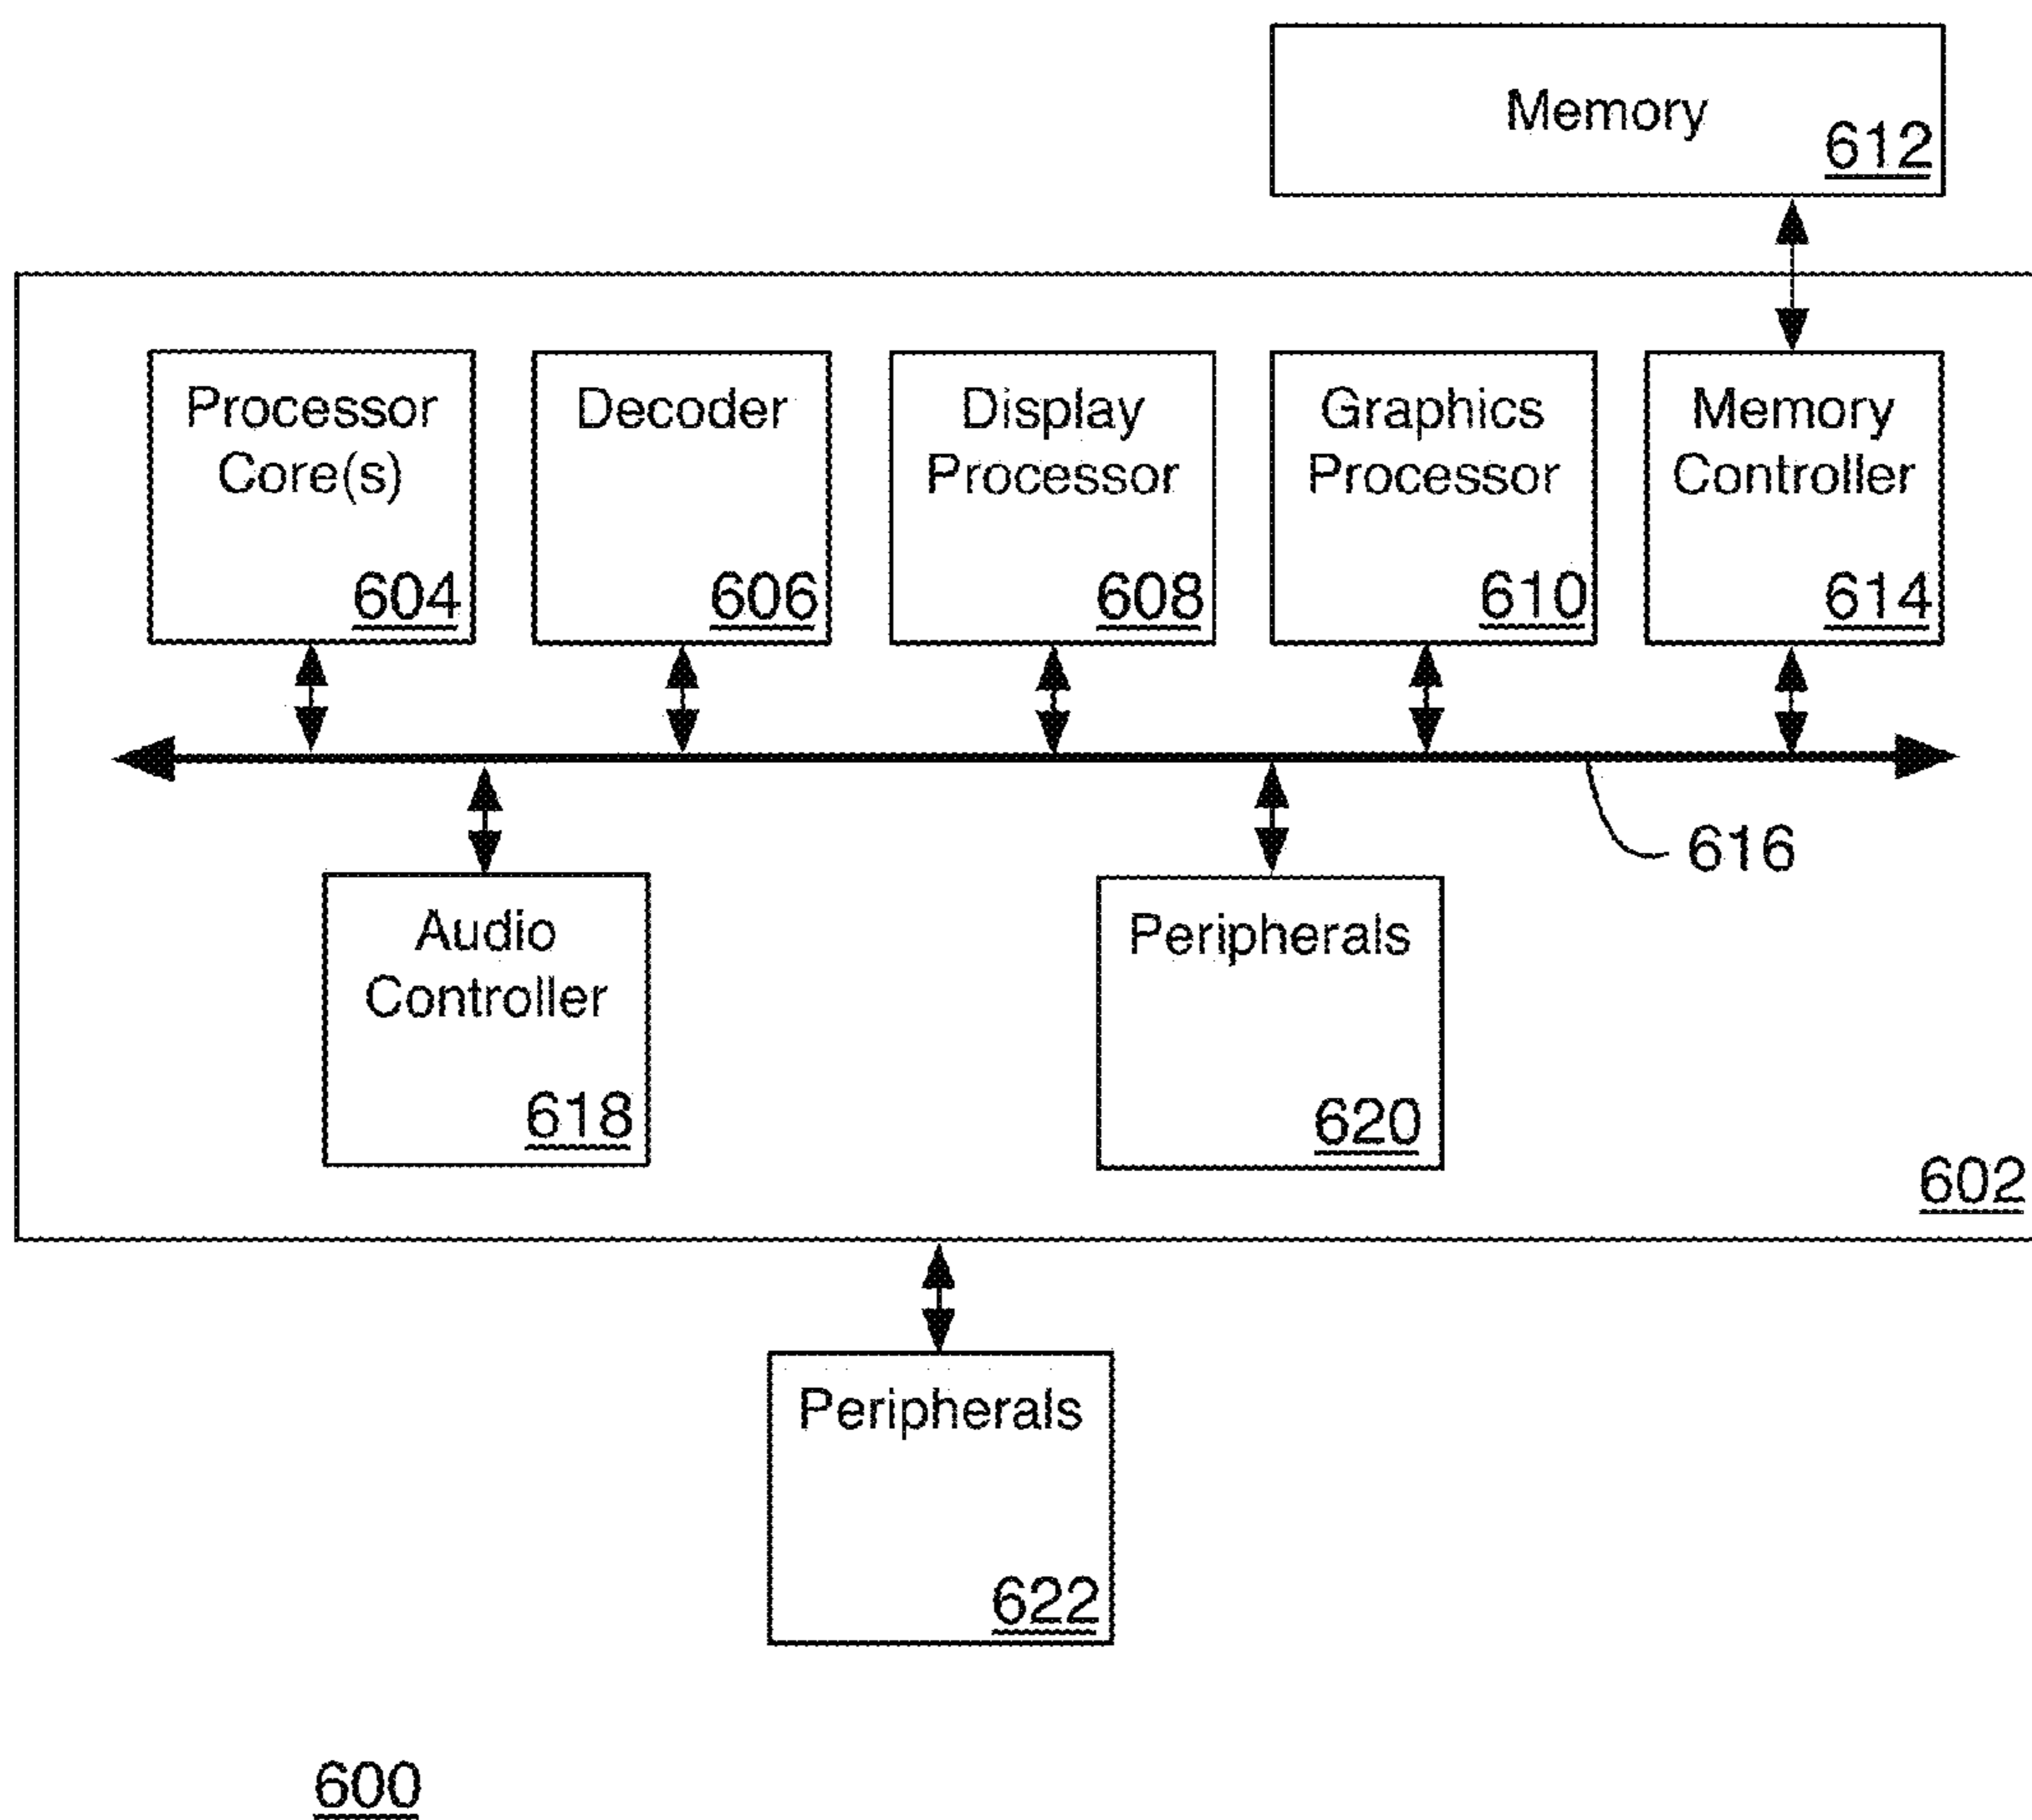 Memory
612
Processor
Core(s)
604
Decoder
606
Display
Processor
608
Graphics
Processor
610
Memory
Controller
614
616
Audio
Controller
618
Peripherals
620
602
Peripherals
622
600